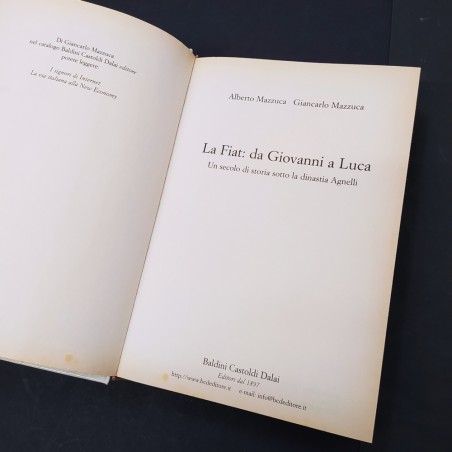 Di Giancarlo Mazzuca
nel catalogo Baldini Castoldi Dalai editore
potete leggere:
I signori di Internet
La via italiana alla New Economy
Alberto Mazzuca Giancarlo Mazzuca
La Fiat: da Giovanni a Luca
Un secolo di storia sotto la dinastia Agnelli
Baldini Castoldi Dalai
Editori dal 1897
http://www.bcdeditore.it e-mail: info@bcdeditore.it